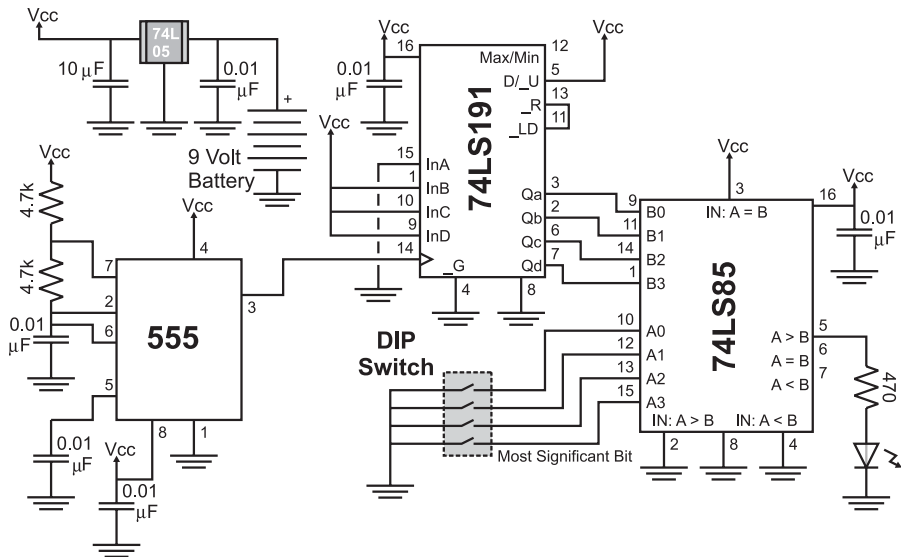 Vcc
74L
05
10 µF
0.01
µF
+
9 Volt
Battery
Vcc
16
0.01
µF
Vcc
Max/Min
12
D/_U
5
Vcc
_R
13
_LD
11
74LS191
15
InA
1
InB
10
InC
9
InD
14
_G
4
8
Qa
3
Qb
2
Qc
6
Qd
7
Vcc
4.7k
4.7k
0.01
µF
Vcc
4
7
2
6
5
3
555
8
1
0.01
µF
Vcc
0.01
µF
DIP
Switch
Most Significant Bit
Vcc
3
IN: A = B
16
Vcc
0.01
µF
9
B0
11
B1
14
B2
1
B3
10
A0
12
A1
13
A2
15
A3
74LS85
A > B
5
A = B
6
A < B
7
IN: A > B
IN: A < B
2
8
4
470